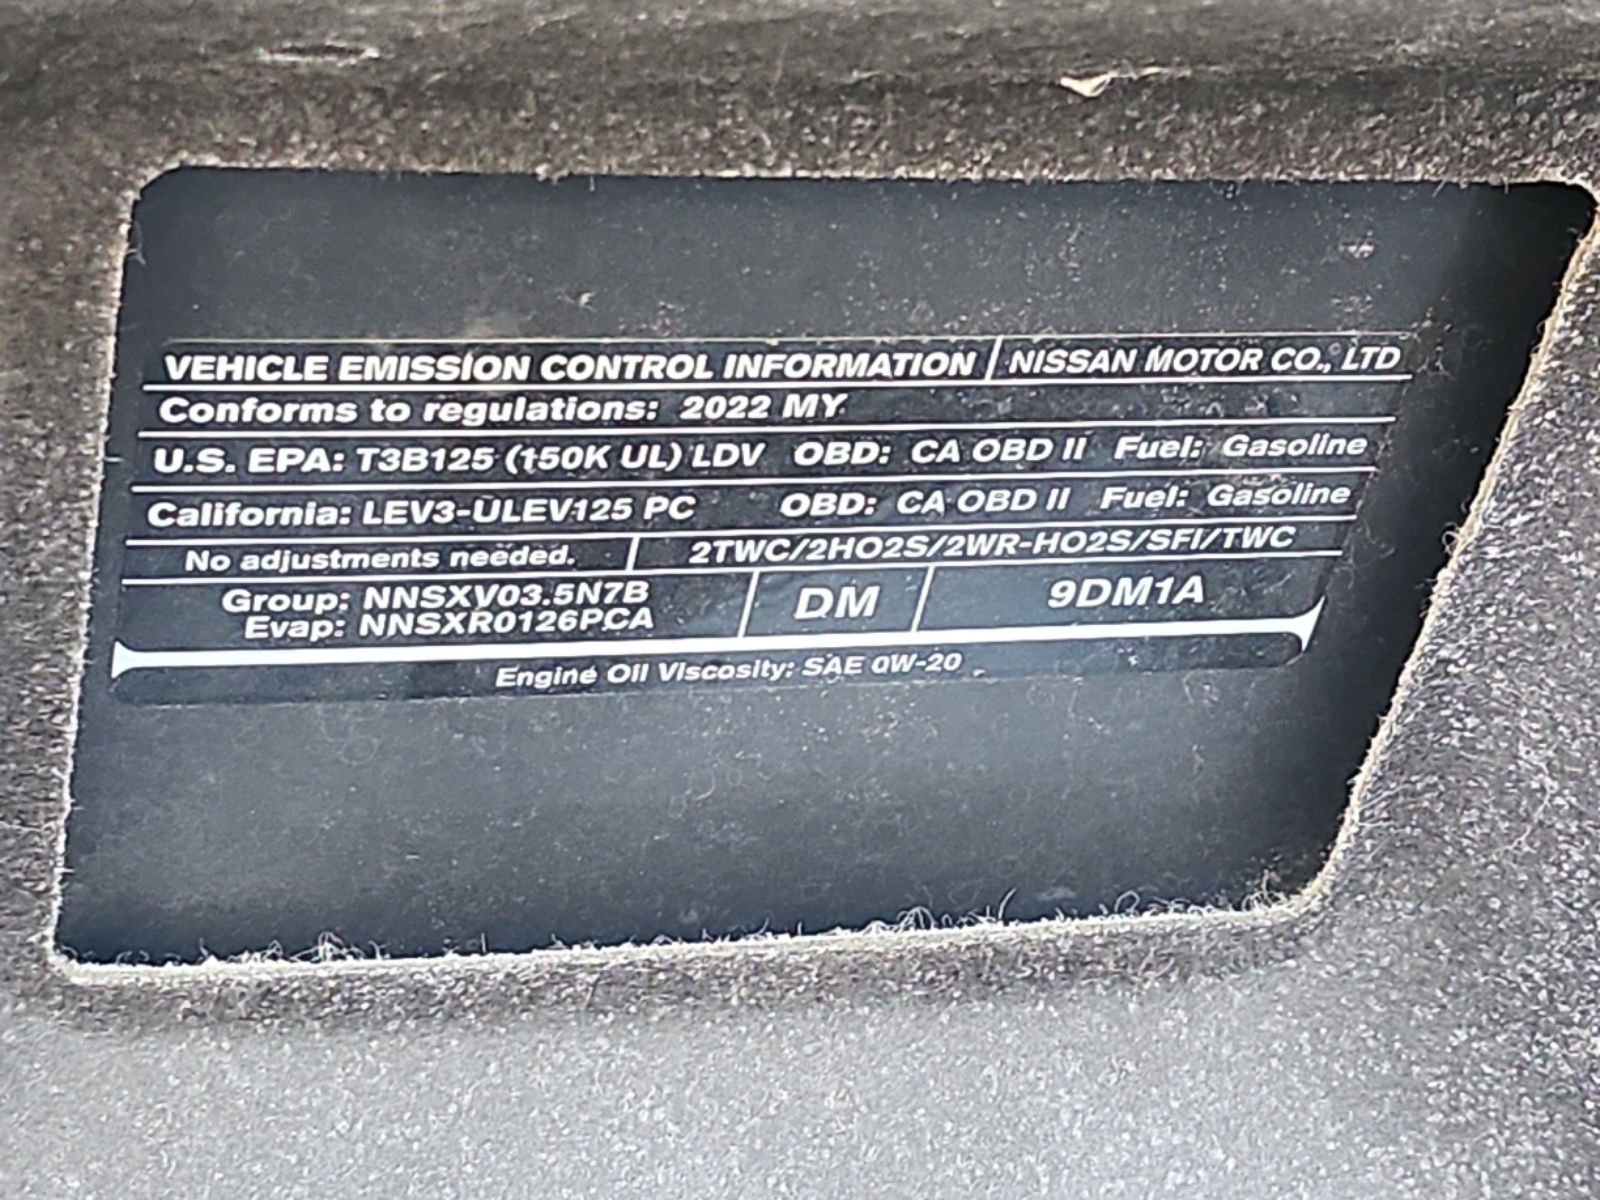 VEHICLE EMISSION CONTROL INFORMATION NISSAN MOTOR CO., LTD
Conforms to regulations: 2022 MY
U.S. EPA: T3B125 (150K UL) LDV OBD: CA OBD II Fuel: Gasoline
California: LEV3-ULEV125 PC OBD: CA OBD II Fuel: Gasoline
No adjustments needed. 2TWC/2HO2S/2WR-HO2S/SFI/TWC
Group: NNSXV03.5N7B DM 9DM1A
Evap: NNSXR0126PCA
Engine Oil Viscosity: SAE 0W-20